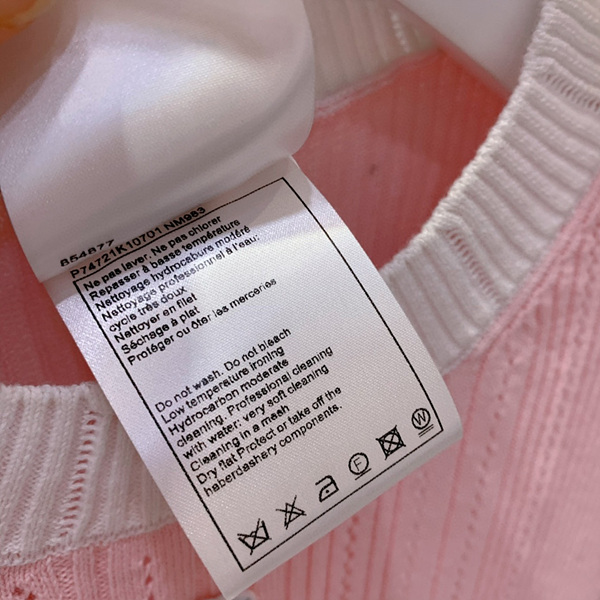 854877
P74721K10701 NM963
Ne pas laver. Ne pas chlorer
Repasser à basse température
Nettoyage hydrocabure modéré
Nettoyage professionnel à l'eau:
cycle très doux
Nettoyer en filet
Séchage à plat
Protéger ou ôter les merceries
Do not wash. Do not bleach
Low temperature ironing
Hydrocarbon moderate
cleaning. Professional cleaning
with water: very soft cleaning
Cleaning in a mesh
Dry flat Protect or take off the
haberdashery components.
F
W